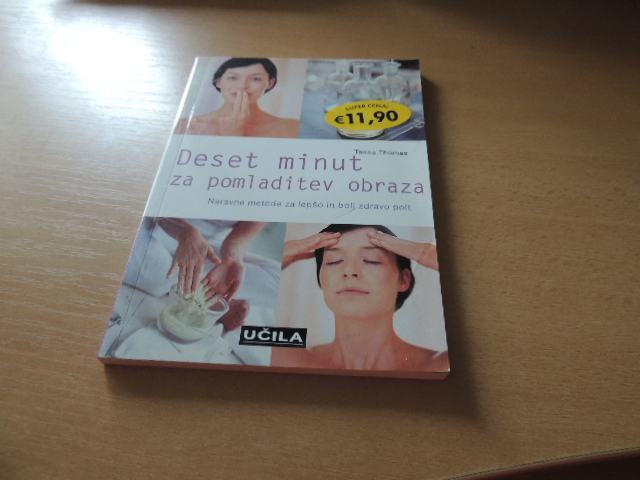 SUPER CENA!
€11,90
Tessa Thomas
Deset minut
za pomladitev obraza
Naravne metode za lepšo in bolj zdravo polt
UČILA